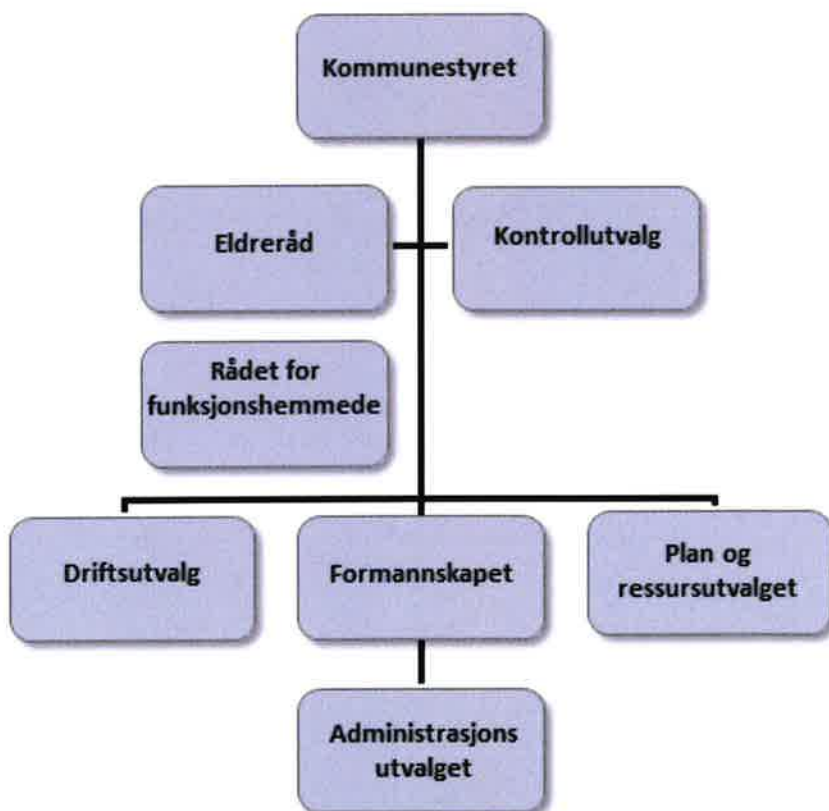 Kommunestyret
Eldreråd
Kontrollutvalg
Rådet for
funksjonshemmede
Driftsutvalg
Formannskapet
Plan og
ressursutvalget
Administrasjons
utvalget